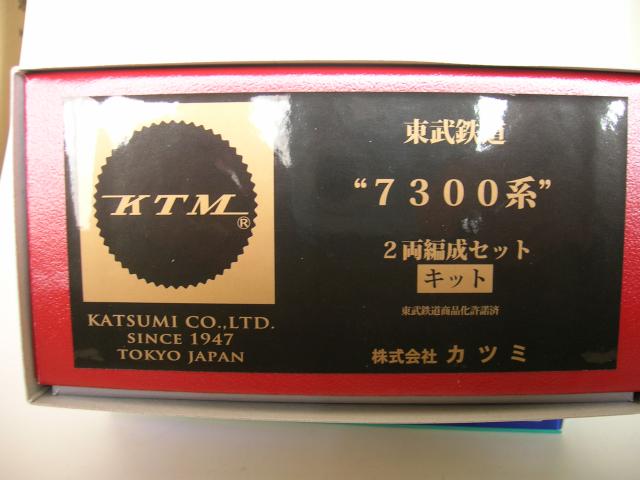 KTM
®
KATSUMI CO.,LTD.
SINCE 1947
TOKYO JAPAN
東武鉄道
“７３００系”
２両編成セット
キット
東武鉄道商品化許諾済
株式会社 カツミ